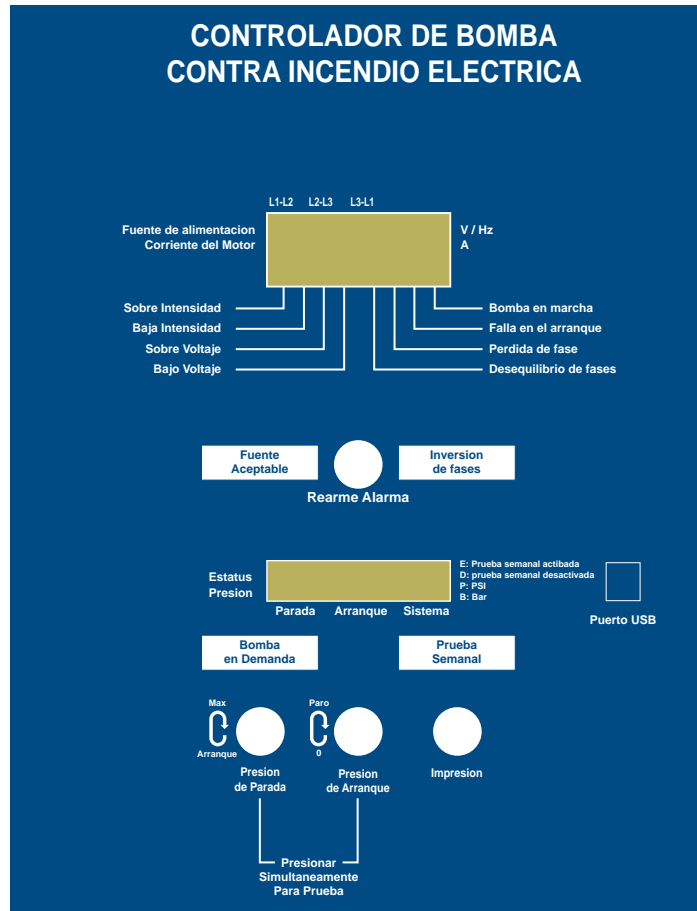 CONTROLADOR DE BOMBA
CONTRA INCENDIO ELECTRICA
L1-L2 L2-L3 L3-L1
Fuente de alimentacion
Corriente del Motor
V / Hz
A
Sobre Intensidad
Baja Intensidad
Sobre Voltaje
Bajo Voltaje
Bomba en marcha
Falla en el arranque
Perdida de fase
Desequilibrio de fases
Fuente
Aceptable
Inversion
de fases
Rearme Alarma
Estatus
Presion
E: Prueba semanal actibada
D: prueba semanal desactivada
P: PSI
B: Bar
Parada Arranque Sistema
Puerto USB
Bomba
en Demanda
Prueba
Semanal
Max
Arranque
Paro
0
Presion
de Parada
Presion
de Arranque
Impresion
Presionar
Simultaneamente
Para Prueba